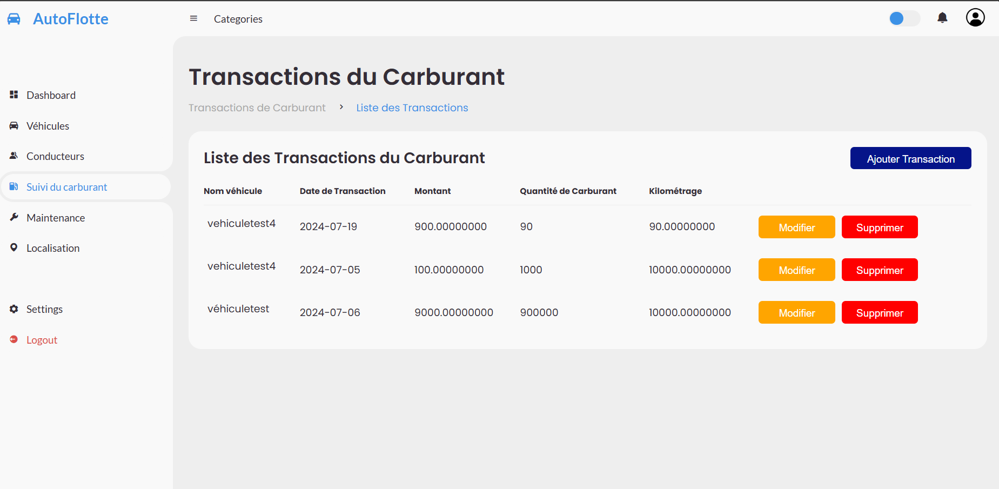 AutoFlotte
Categories
Dashboard
Véhicules
Conducteurs
Suivi du carburant
Maintenance
Localisation
Settings
Logout
Transactions du Carburant
Transactions de Carburant > Liste des Transactions
Liste des Transactions du Carburant
Ajouter Transaction
Nom véhicule Date de Transaction Montant Quantité de Carburant Kilométrage
vehiculetest4 2024-07-19 900.00000000 90 90.00000000 Modifier Supprimer
vehiculetest4 2024-07-05 100.00000000 1000 10000.00000000 Modifier Supprimer
véhiculetest 2024-07-06 9000.00000000 900000 10000.00000000 Modifier Supprimer